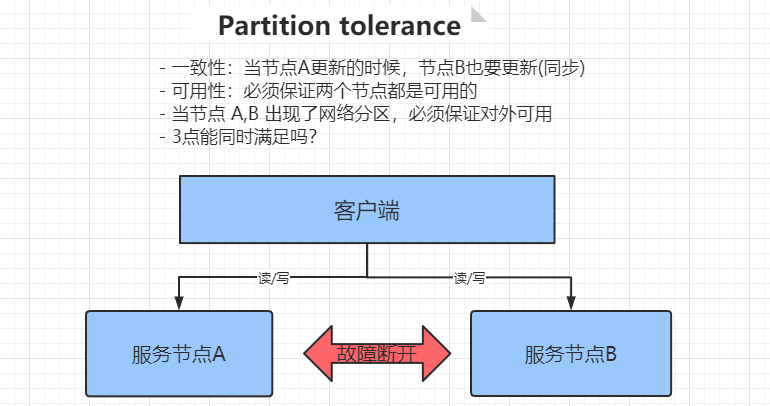 Partition tolerance
- 一致性：当节点A更新的时候，节点B也要更新(同步)
- 可用性：必须保证两个节点都是可用的
- 当节点 A,B 出现了网络分区，必须保证对外可用
- 3点能同时满足吗？
客户端
读/写
读/写
服务节点A
故障断开
服务节点B